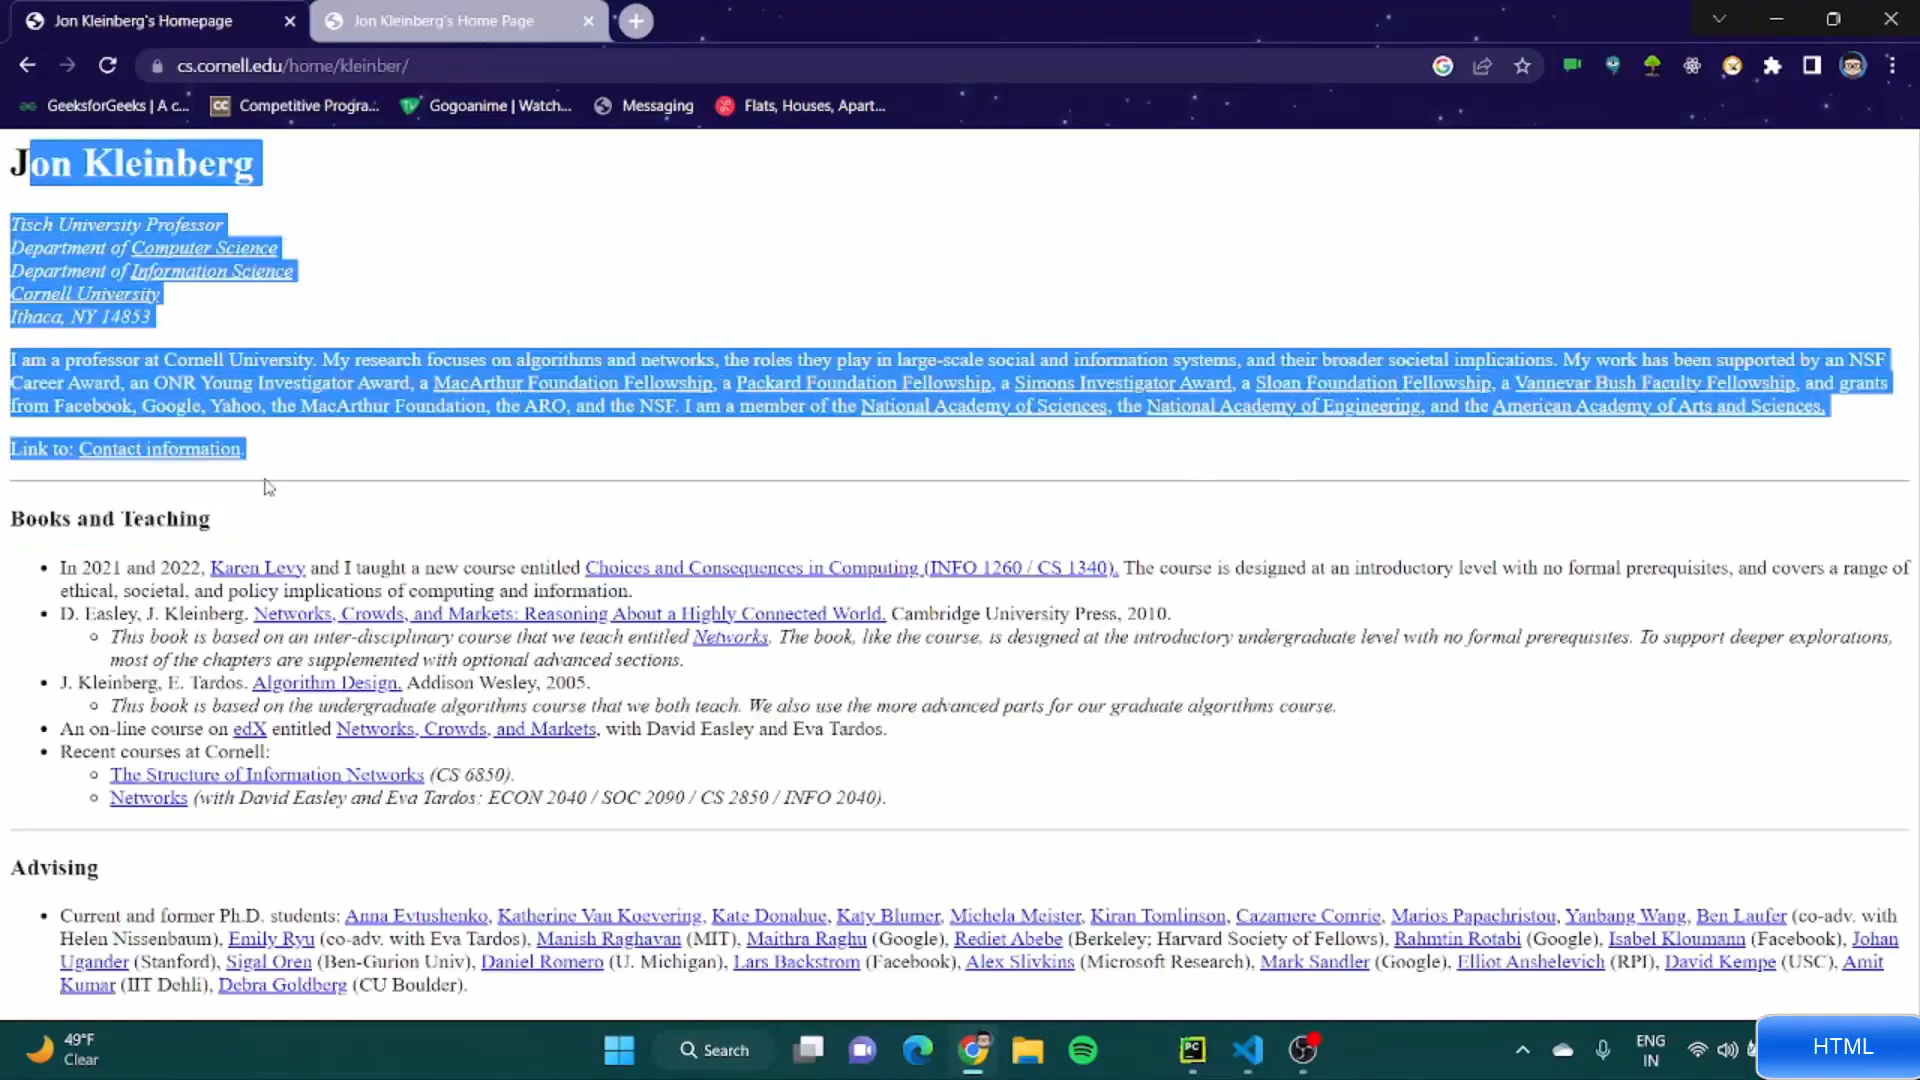 Jon Kleinberg's Homepage
Jon Kleinberg's Home Page
cs.cornell.edu/home/kleinber/
GeeksforGeeks | A c...
CC
Competitive Progra...
Gogoanime | Watch...
Messaging
Flats, Houses, Apart...
Jon Kleinberg
Tisch University Professor
Department of Computer Science
Department of Information Science
Cornell University
Ithaca, NY 14853
I am a professor at Cornell University. My research focuses on algorithms and networks, the roles they play in large-scale social and information systems, and their broader societal implications. My work has been supported by an NSF
Career Award, an ONR Young Investigator Award, a MacArthur Foundation Fellowship, a Packard Foundation Fellowship, a Simons Investigator Award, a Sloan Foundation Fellowship, a Vannevar Bush Faculty Fellowship, and grants
from Facebook, Google, Yahoo, the MacArthur Foundation, the ARO, and the NSF. I am a member of the National Academy of Sciences, the National Academy of Engineering, and the American Academy of Arts and Sciences.
Link to: Contact information.
Books and Teaching
In 2021 and 2022, Karen Levy and I taught a new course entitled Choices and Consequences in Computing (INFO 1260 / CS 1340). The course is designed at an introductory level with no formal prerequisites, and covers a range of
ethical, societal, and policy implications of computing and information.
D. Easley, J. Kleinberg. Networks, Crowds, and Markets: Reasoning About a Highly Connected World. Cambridge University Press, 2010.
This book is based on an inter-disciplinary course that we teach entitled Networks. The book, like the course, is designed at the introductory undergraduate level with no formal prerequisites. To support deeper explorations,
most of the chapters are supplemented with optional advanced sections.
J. Kleinberg, E. Tardos. Algorithm Design. Addison Wesley, 2005.
This book is based on the undergraduate algorithms course that we both teach. We also use the more advanced parts for our graduate algorithms course.
An on-line course on edX entitled Networks, Crowds, and Markets, with David Easley and Eva Tardos.
Recent courses at Cornell:
The Structure of Information Networks (CS 6850).
Networks (with David Easley and Eva Tardos; ECON 2040 / SOC 2090 / CS 2850 / INFO 2040).
Advising
Current and former Ph.D. students: Anna Evtushenko, Katherine Van Koevering, Kate Donahue, Katy Blumer, Michela Meister, Kiran Tomlinson, Cazamere Comrie, Marios Papachristou, Yanbang Wang, Ben Laufer (co-adv. with
Helen Nissenbaum), Emily Ryu (co-adv. with Eva Tardos), Manish Raghavan (MIT), Maithra Raghu (Google), Rediet Abebe (Berkeley; Harvard Society of Fellows), Rahmtin Rotabi (Google), Isabel Kloumann (Facebook), Johan
Ugander (Stanford), Sigal Oren (Ben-Gurion Univ), Daniel Romero (U. Michigan), Lars Backstrom (Facebook), Alex Slivkins (Microsoft Research), Mark Sandler (Google), Elliot Anshelevich (RPI), David Kempe (USC), Amit
Kumar (IIT Dehli), Debra Goldberg (CU Boulder).
49°F
Clear
Search
PC
ENG
IN
HTML